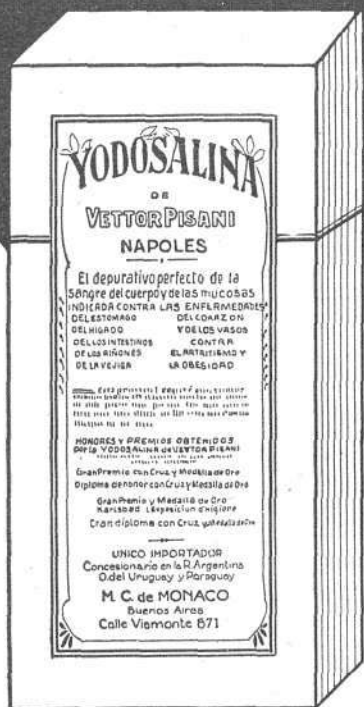 YODOSALINA
DE
VETTOR PISANI
NAPOLES
El depurativo perfecto de la
sangre del cuerpo y de las mucosas
INDICADA CONTRA LAS ENFERMEDADES
DEL ESTOMAGO DEL CORAZON
DEL HIGADO Y DE LOS VASOS
DE LOS INTESTINOS CONTRA
DE LOS RIÑONES EL ARTRITISMO Y
DE LA VEJIGA LA OBESIDAD
HONORES Y PREMIOS OBTENIDOS
POR LA YODOSALINA de VETTOR PISANI
Gran Premio con Cruz y Medalla de Oro
Diploma de honor con Cruz y Medalla de Oro
Gran Premio y Medalla de Oro
Karlsbad
Gran diploma con Cruz y Medalla de Oro
UNICO IMPORTADOR
Concesionario en la R. Argentina
O. del Uruguay y Paraguay
M. C. de MONACO
Buenos Aires
Calle Viamonte 871